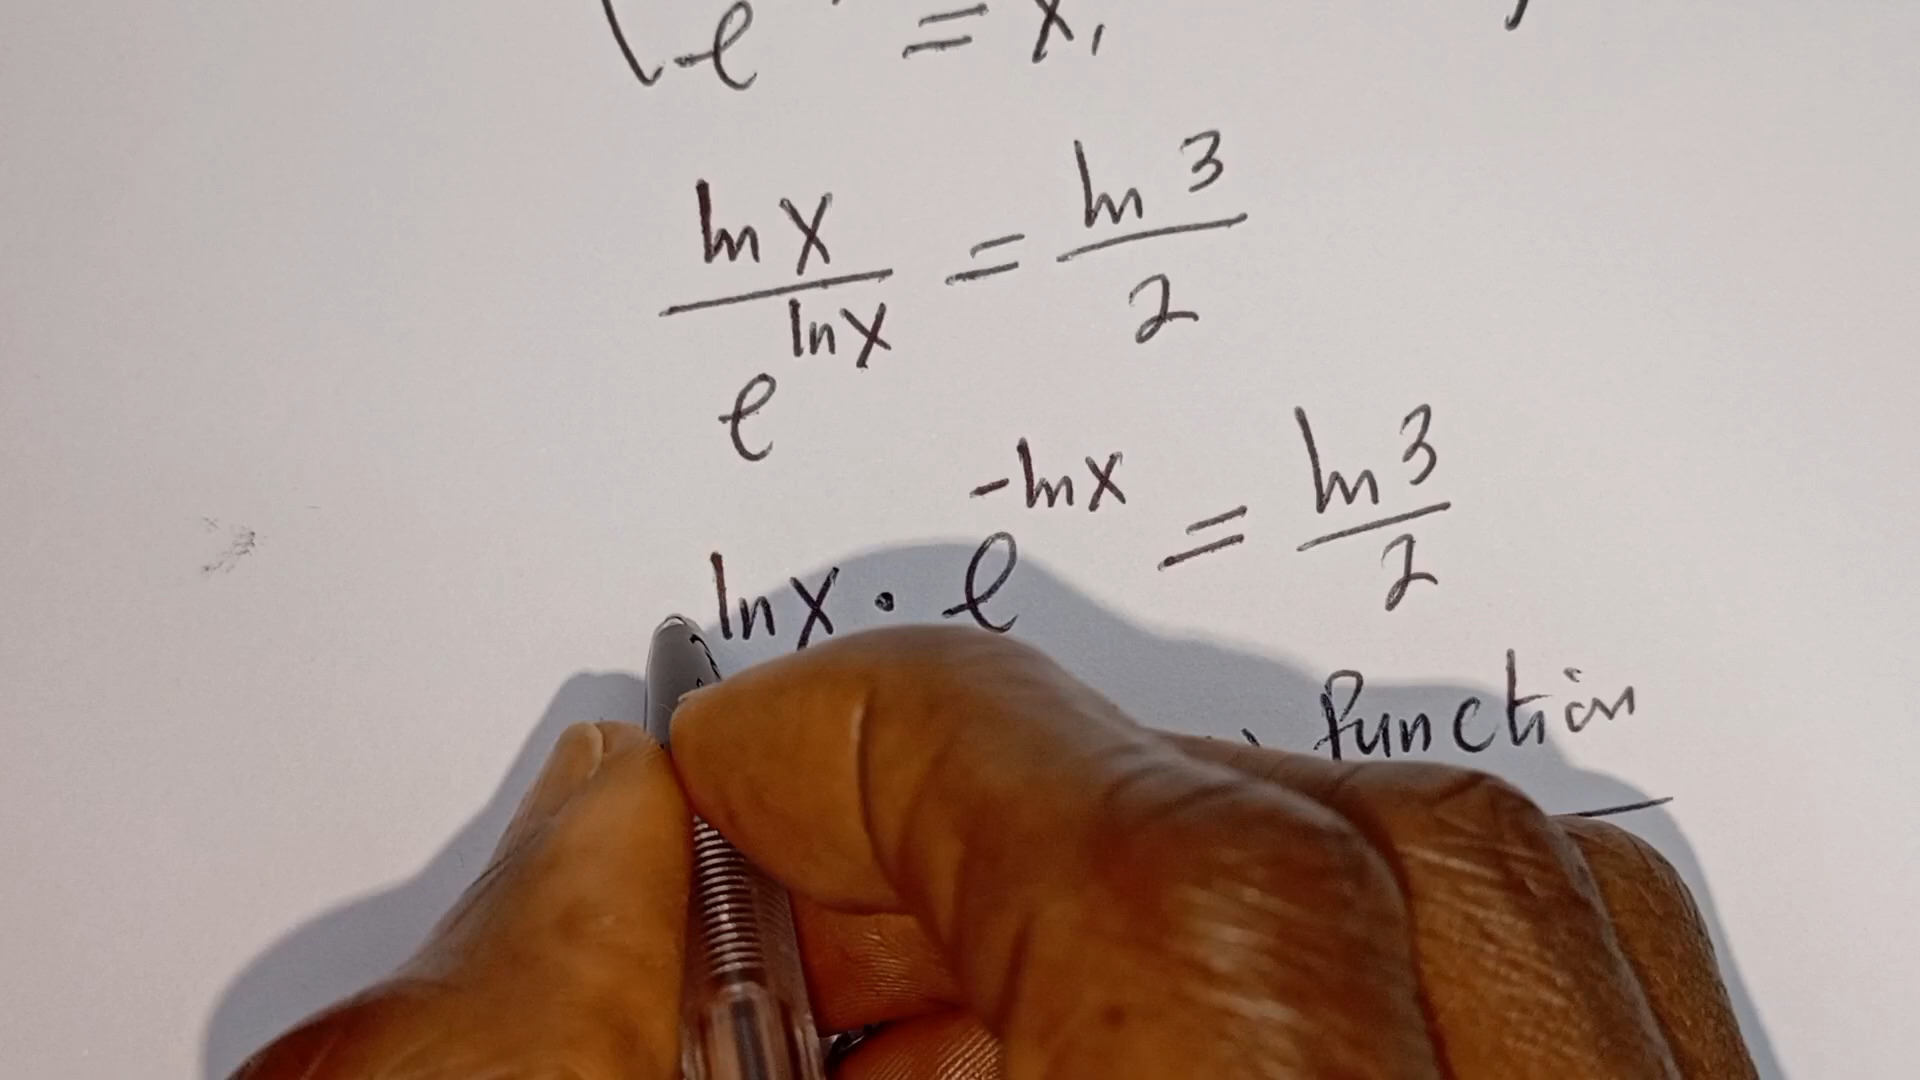 e = x,
ln x / e^ln x = ln 3 / 2
ln x · e^-ln x = ln 3 / 2
function